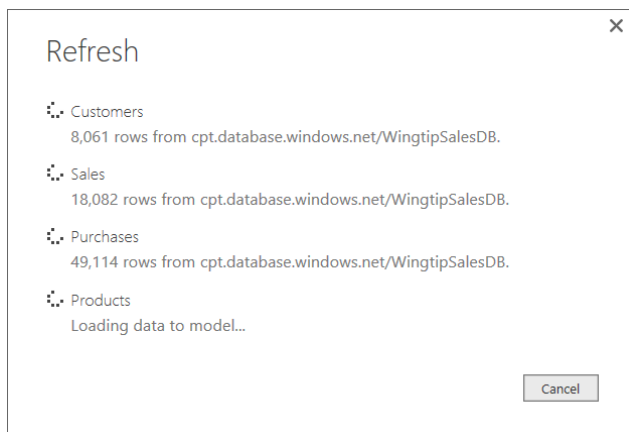 Refresh
Customers
8,061 rows from cpt.database.windows.net/WingtipSalesDB.
Sales
18,082 rows from cpt.database.windows.net/WingtipSalesDB.
Purchases
49,114 rows from cpt.database.windows.net/WingtipSalesDB.
Products
Loading data to model...
Cancel